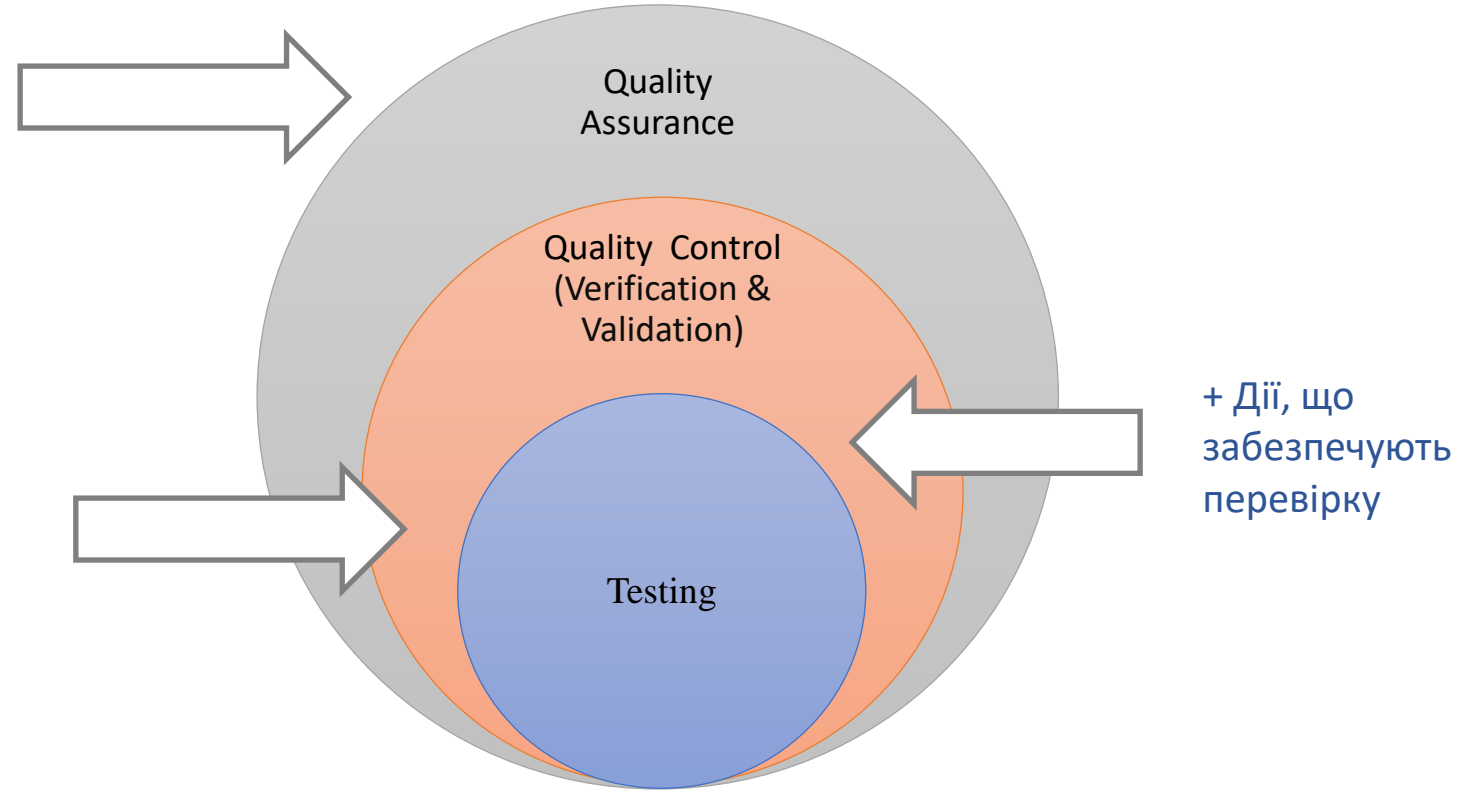 Quality
Assurance
Quality Control
(Verification &
Validation)
+ Дії, що
забезпечують
перевірку
Testing